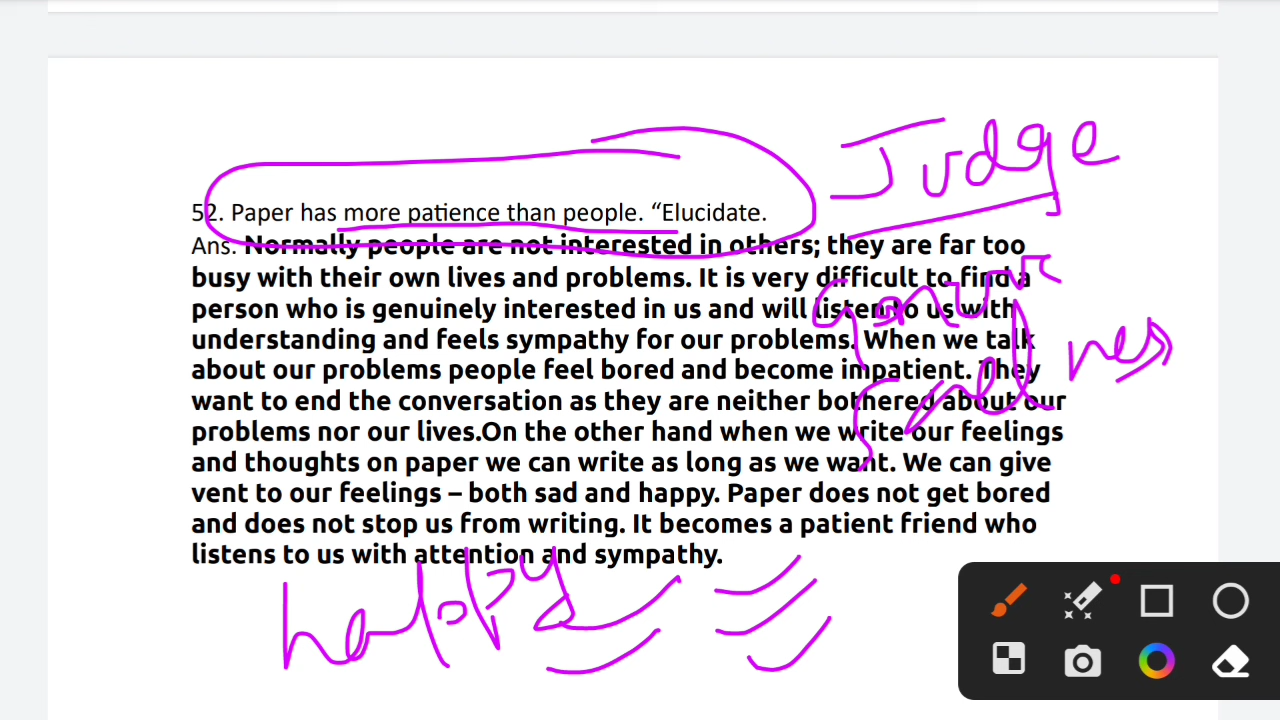 Judge
52. Paper has more patience than people. “Elucidate.
Ans. Normally people are not interested in others; they are far too
busy with their own lives and problems. It is very difficult to find a
person who is genuinely interested in us and will listen to us with
understanding and feels sympathy for our problems. When we talk
about our problems people feel bored and become impatient. They
want to end the conversation as they are neither bothered about our
problems nor our lives.On the other hand when we write our feelings
and thoughts on paper we can write as long as we want. We can give
vent to our feelings – both sad and happy. Paper does not get bored
and does not stop us from writing. It becomes a patient friend who
listens to us with attention and sympathy.
happy